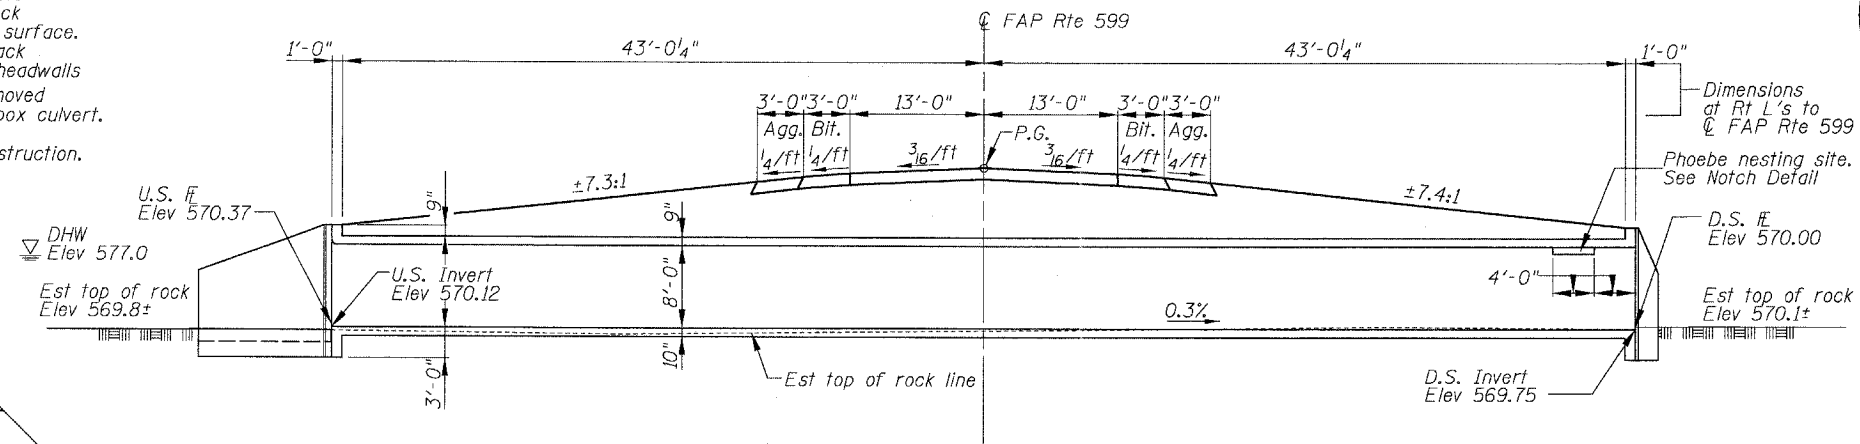 ck
surface.
ack
headwalls
noved
box culvert.
struction.
℄ FAP Rte 599
1'-0"
43'-0¼"
43'-0¼"
1'-0"
Dimensions
at Rt L's to
℄ FAP Rte 599
3'-0" 3'-0" 13'-0" 13'-0" 3'-0" 3'-0"
Agg. Bit. P.G. Bit. Agg.
¼/ft ¼/ft 3/16/ft 3/16/ft ¼/ft ¼/ft
Phoebe nesting site.
See Notch Detail
±7.3:1
±7.4:1
U.S. F̶L̶
Elev 570.37
9"
9"
D.S. F̶L̶
Elev 570.00
DHW
Elev 577.0
U.S. Invert
Elev 570.12
8'-0"
4'-0"
Est top of rock
Elev 569.8±
0.3%
Est top of rock
Elev 570.1±
3'-0"
10"
Est top of rock line
D.S. Invert
Elev 569.75